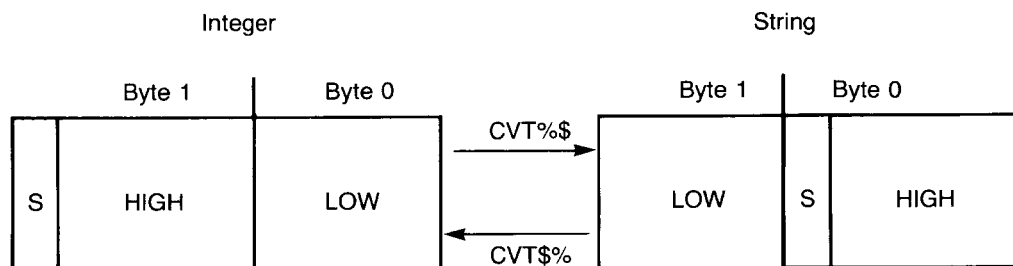 Integer String
Byte 1 Byte 0 Byte 1 Byte 0
CVT%$
S HIGH LOW LOW S HIGH
CVT$%